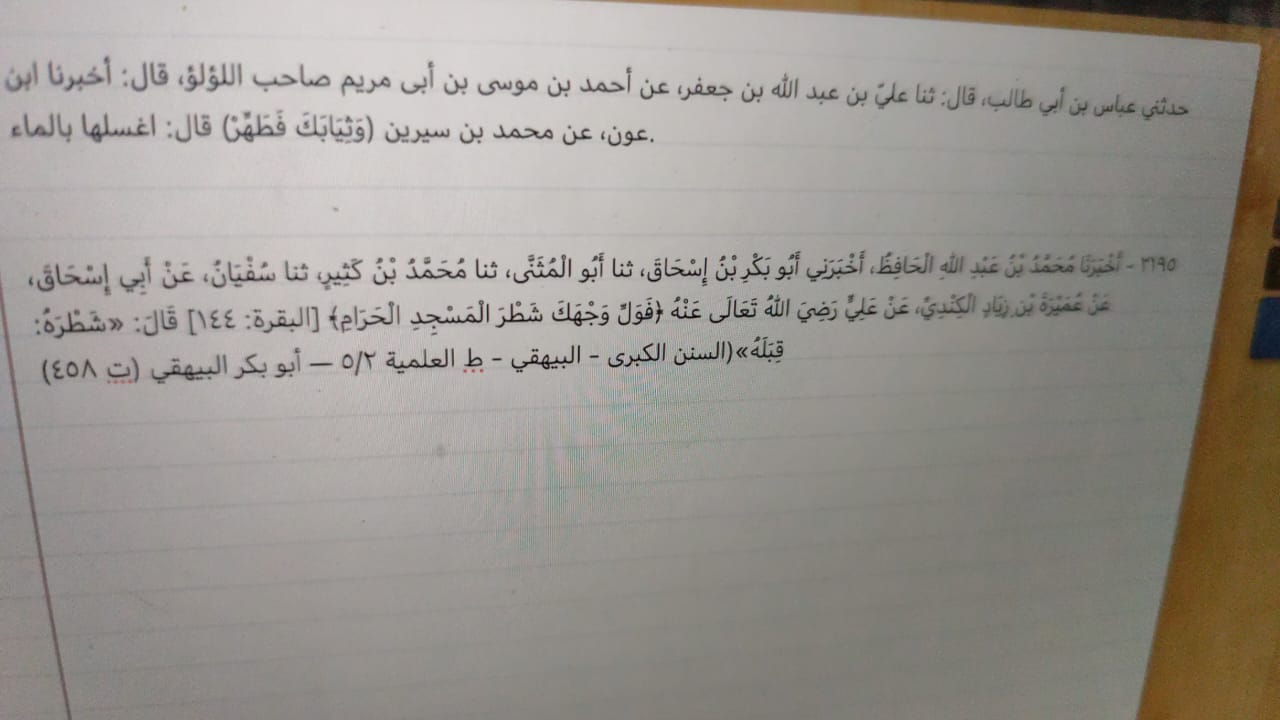 حدثني عباس بن أبي طالب، قال: ثنا عليّ بن عبد الله بن جعفر، عن أحمد بن موسى بن أبى مريم صاحب اللؤلؤ، قال: أخبرنا ابن
عون، عن محمد بن سيرين (وَثِيَابَكَ فَطَهِّرْ) قال: اغسلها بالماء.
٣١٩٥ - أَخْبَرَنَا مُحَمَّدُ بْنُ عَبْدِ اللهِ الْحَافِظُ، أَخْبَرَنِي أَبُو بَكْرِ بْنُ إِسْحَاقَ، ثنا أَبُو الْمُثَنَّى، ثنا مُحَمَّدُ بْنُ كَثِيرٍ، ثنا سُفْيَانُ، عَنْ أَبِي إِسْحَاقَ،
عَنْ عُمَيْرَةَ بْنِ زِيَادٍ الْكِنْدِيِّ، عَنْ عَلِيٍّ رَضِيَ اللهُ تَعَالَى عَنْهُ {فَوَلِّ وَجْهَكَ شَطْرَ الْمَسْجِدِ الْحَرَامِ} [البقرة: ١٤٤] قَالَ: «شَطْرَهُ:
قِبَلَهُ»(السنن الكبرى - البيهقي - ط العلمية ٥/٢ — أبو بكر البيهقي (ت ٤٥٨)